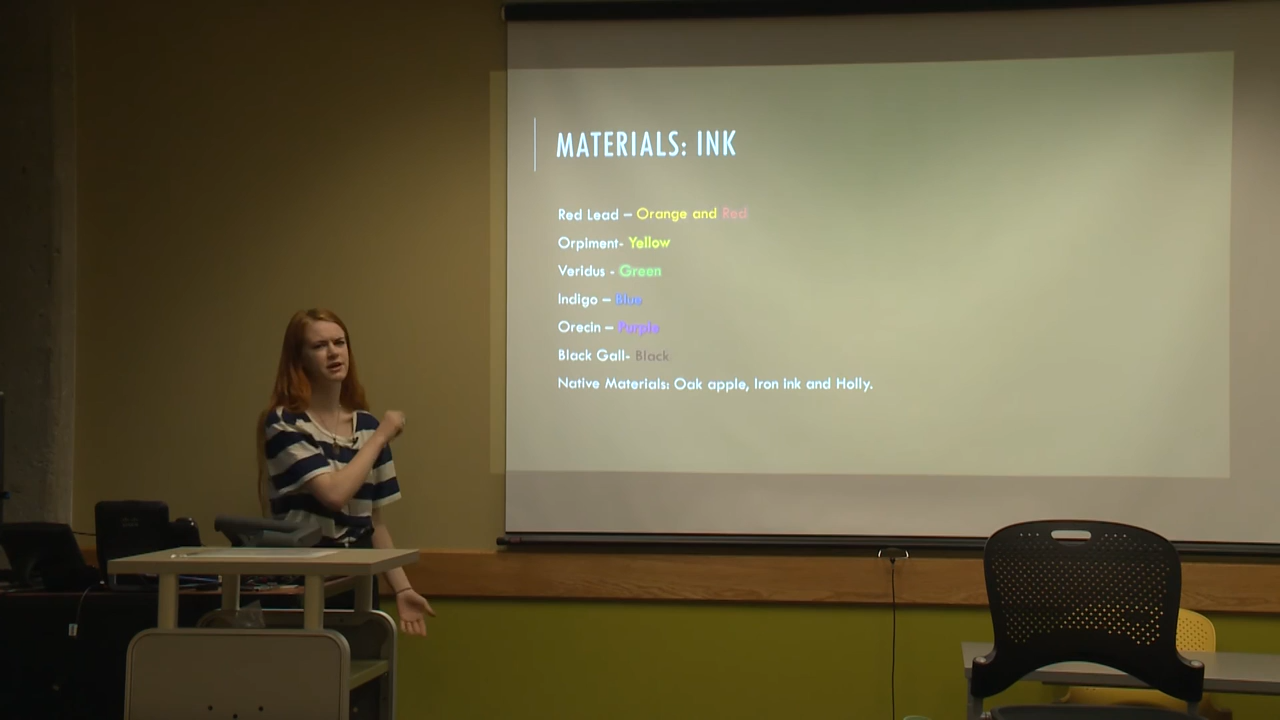 MATERIALS: INK
Red Lead – Orange and Red
Orpiment- Yellow
Veridus - Green
Indigo – Blue
Orecin – Purple
Black Gall- Black
Native Materials: Oak apple, Iron ink and Holly.